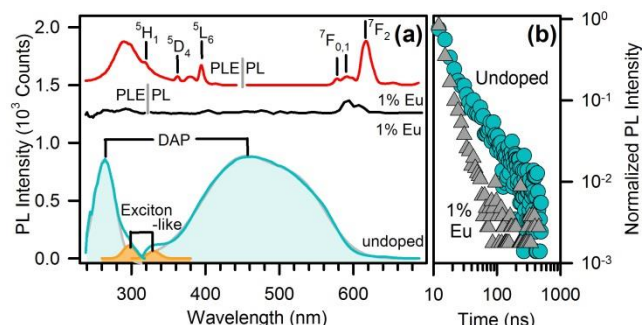 ⁵H₁
⁵D₄
⁵L₆
⁷F₀,₁
⁷F₂
(a)
PLE
PL
1% Eu
PLE
PL
1% Eu
DAP
Exciton
-like
undoped
2.0
1.5
1.0
0.5
0.0
PL Intensity (10³ Counts)
300
400
500
600
Wavelength (nm)
(b)
Undoped
1%
Eu
10⁰
10⁻¹
10⁻²
10⁻³
Normalized PL Intensity
10
100
1000
Time (ns)